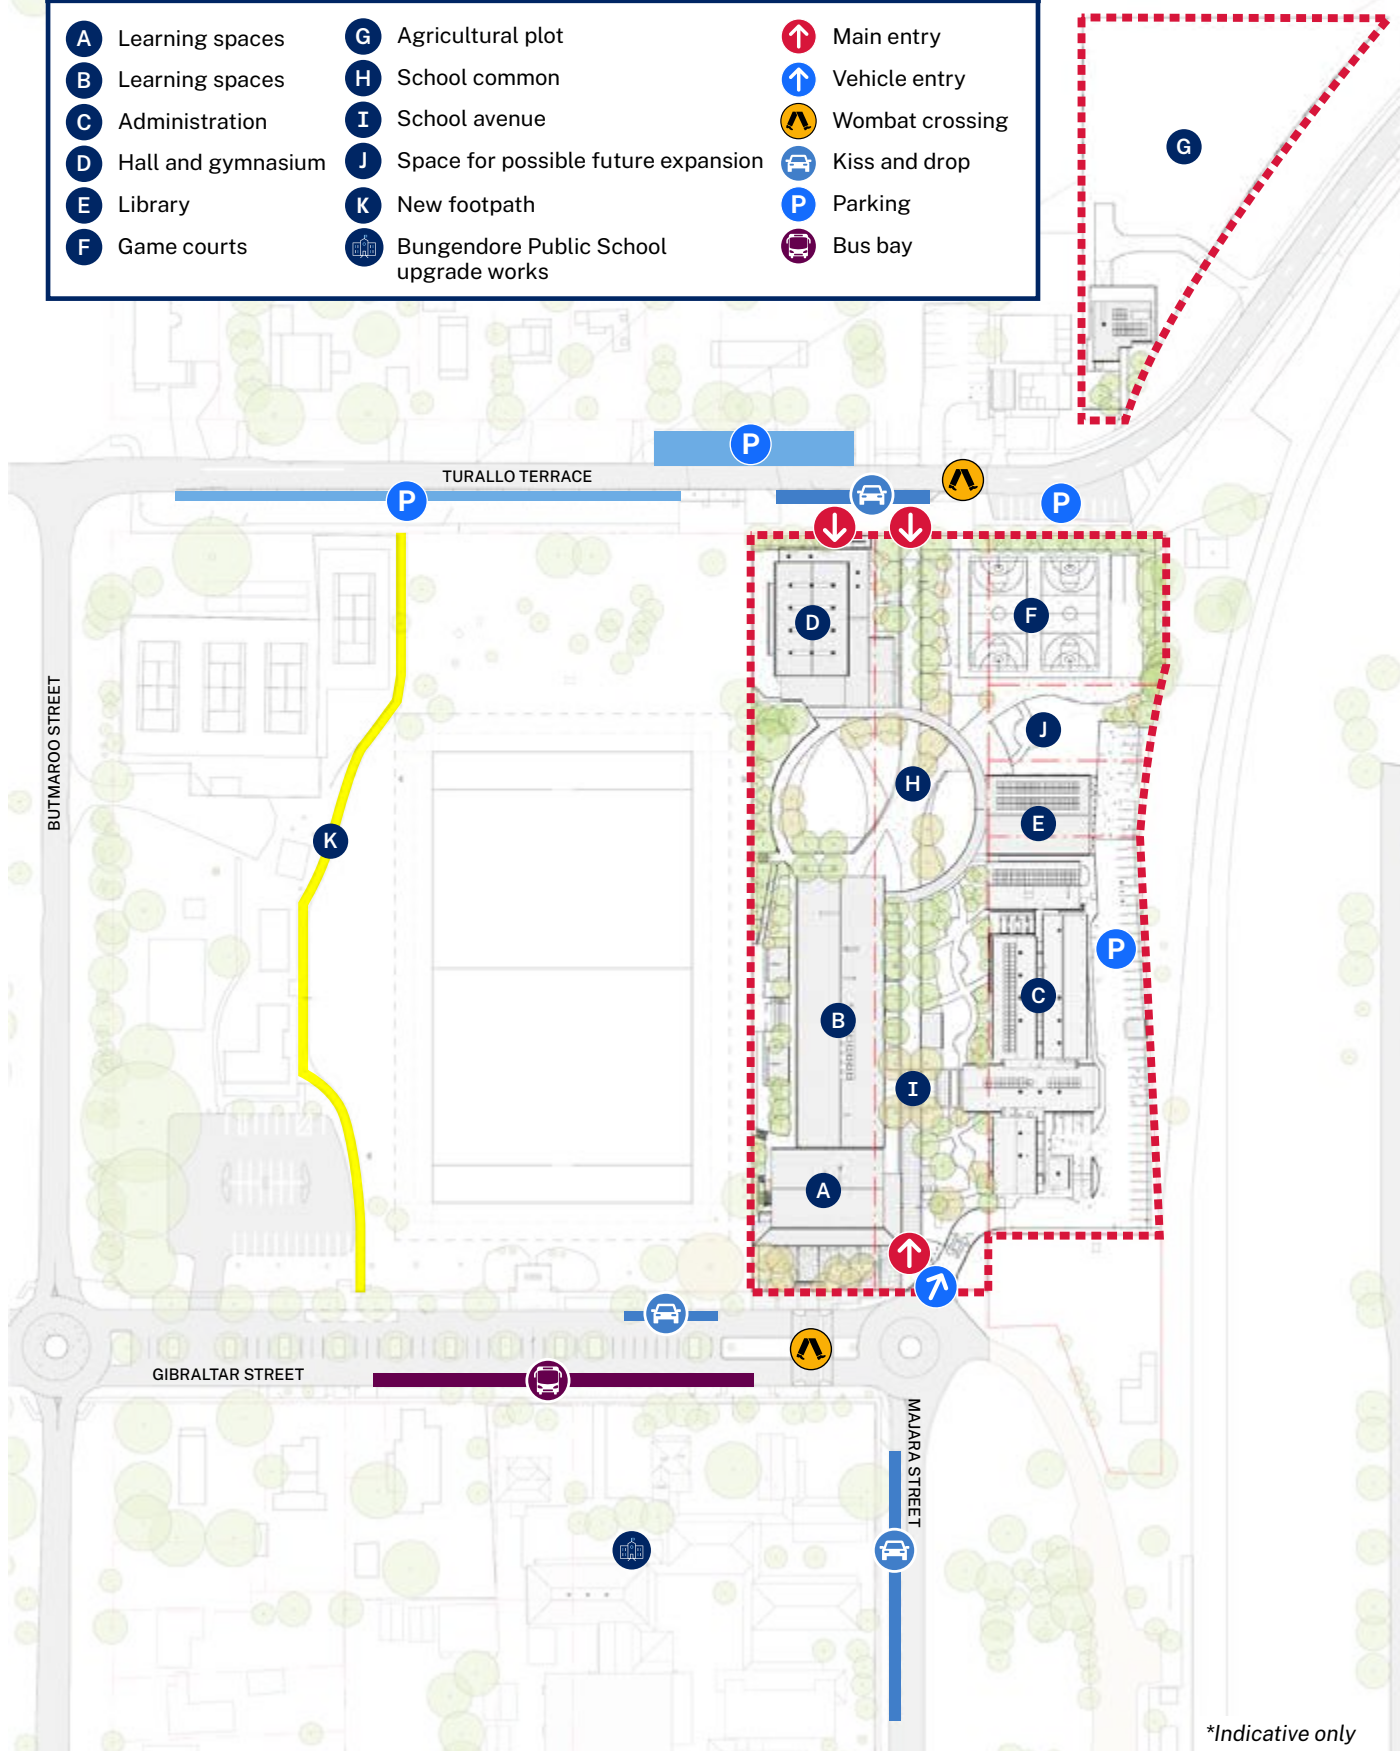 A Learning spaces
B Learning spaces
C Administration
D Hall and gymnasium
E Library
F Game courts
G Agricultural plot
H School common
I School avenue
J Space for possible future expansion
K New footpath
Bungendore Public School
upgrade works
Main entry
Vehicle entry
Wombat crossing
Kiss and drop
P Parking
Bus bay
G
P
TURALLO TERRACE
P
P
D
F
BUTMAROO STREET
J
H
K
E
P
C
B
I
A
GIBRALTAR STREET
MAJARA STREET
*Indicative only